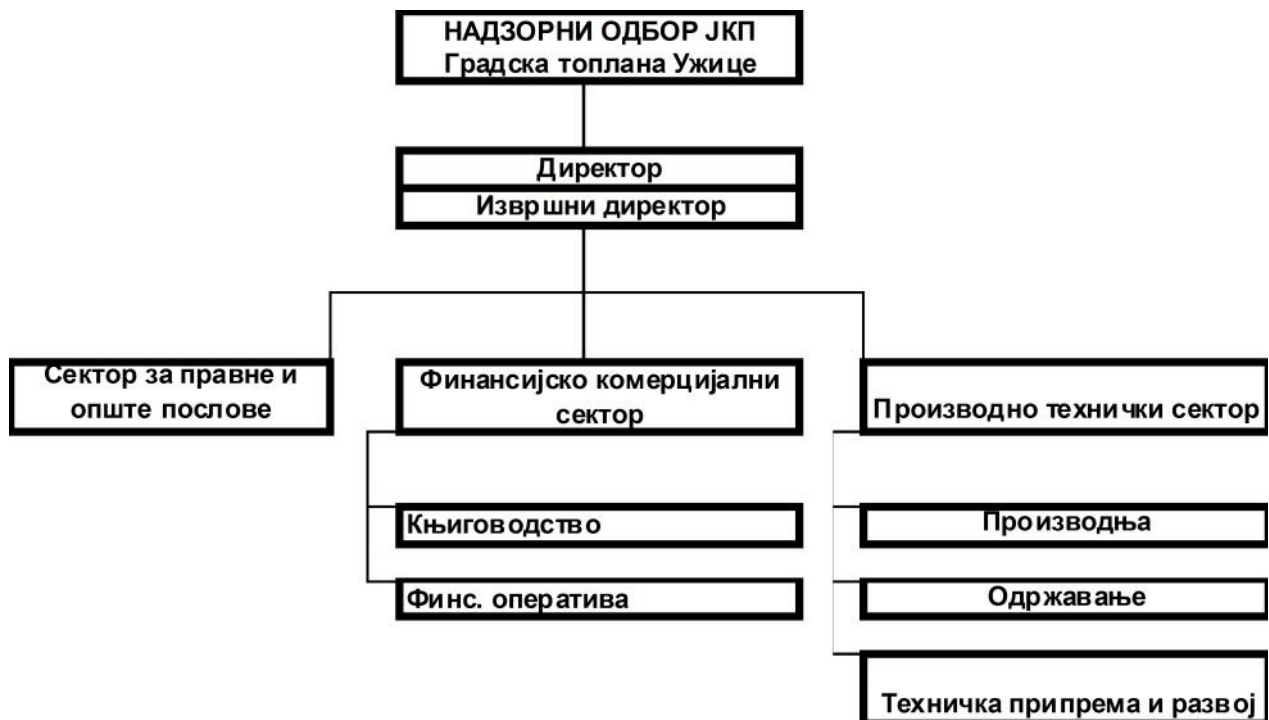 НАДЗОРНИ ОДБОР ЈКП
Градска топлана Ужице
Директор
Извршни директор
Сектор за правне и
опште послове
Финансијско комерцијални
сектор
Производно технички сектор
Књиговодство
Финс. оператива
Производња
Одржавање
Техничка припрема и развој